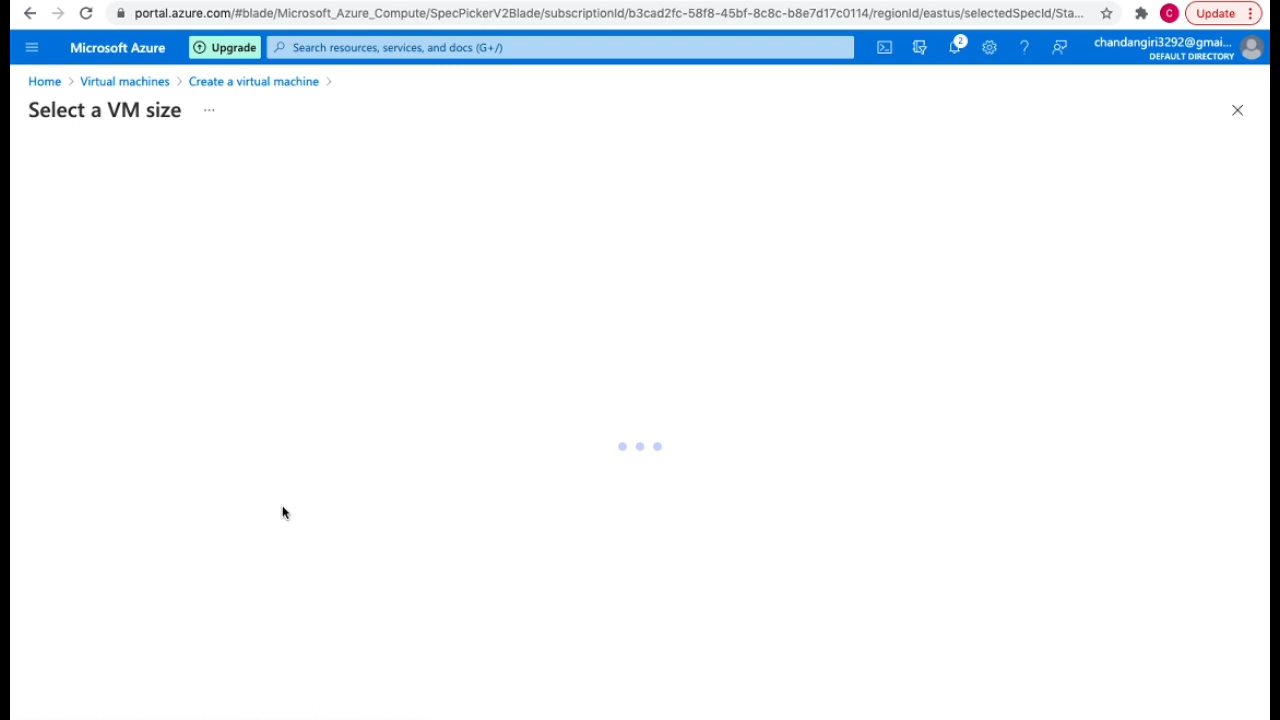 portal.azure.com/#blade/Microsoft_Azure_Compute/SpecPickerV2Blade/subscriptionId/b3cad2fc-58f8-45bf-8c8c-b8e7d17c0114/regionId/eastus/selectedSpecId/Sta...
C
Update
Microsoft Azure
Upgrade
Search resources, services, and docs (G+/)
2
chandangiri3292@gmai...
DEFAULT DIRECTORY
Home > Virtual machines > Create a virtual machine >
Select a VM size ...